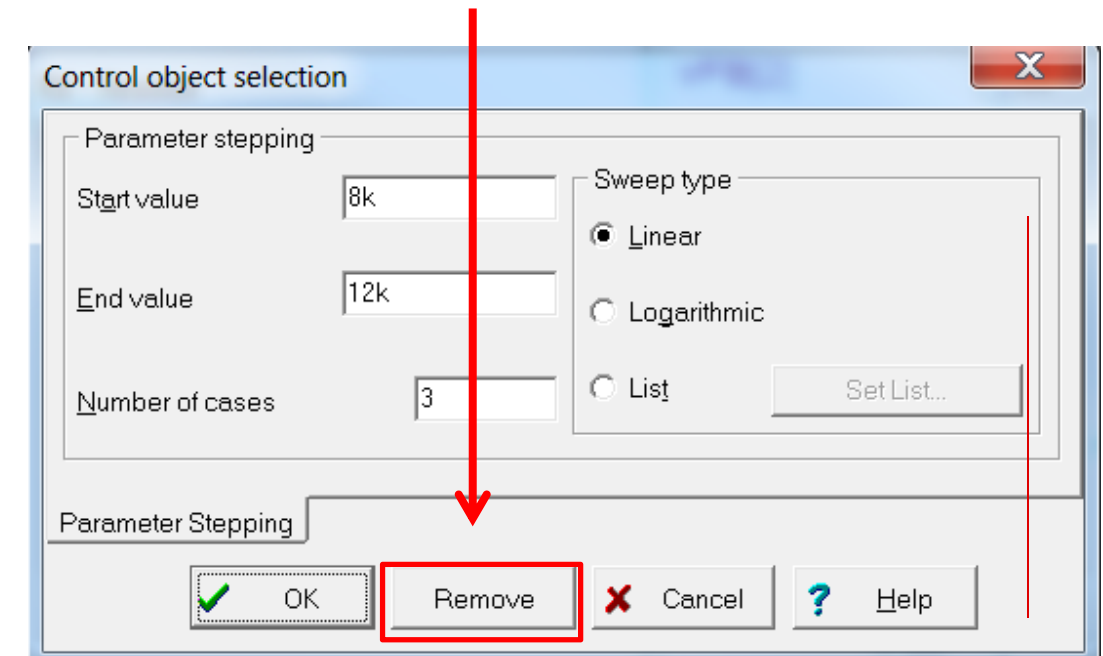 Control object selection
Parameter stepping
Start value
8k
End value
12k
Number of cases
3
Sweep type
Linear
Logarithmic
List
Set List...
Parameter Stepping
OK
Remove
Cancel
? Help